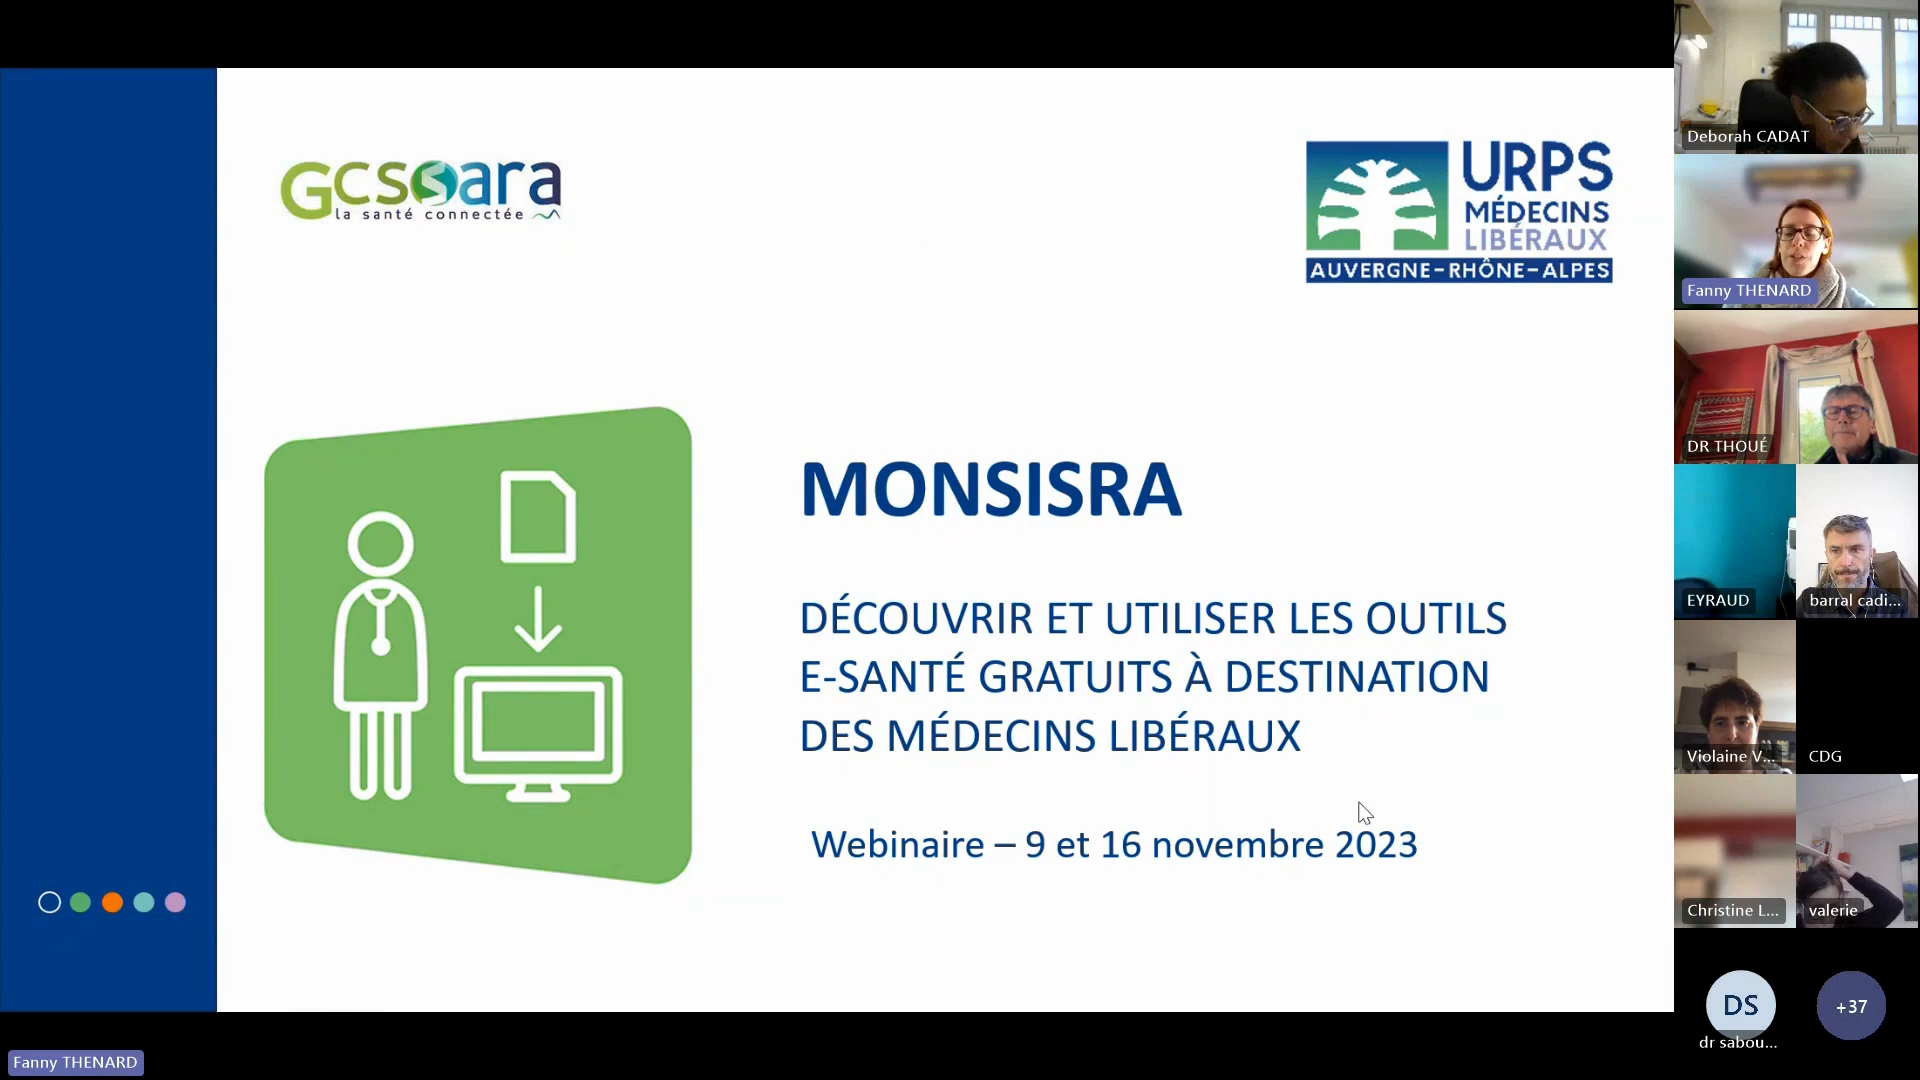 GCSSara
la santé connectée
URPS
MÉDECINS
LIBÉRAUX
AUVERGNE-RHÔNE-ALPES
MONSISRA
DÉCOUVRIR ET UTILISER LES OUTILS
E-SANTÉ GRATUITS À DESTINATION
DES MÉDECINS LIBÉRAUX
Webinaire – 9 et 16 novembre 2023
Fanny THENARD
Deborah CADAT
Fanny THENARD
DR THOUÉ
EYRAUD
barral cadi...
Violaine V...
CDG
Christine L...
valerie
DS
dr sabou...
+37